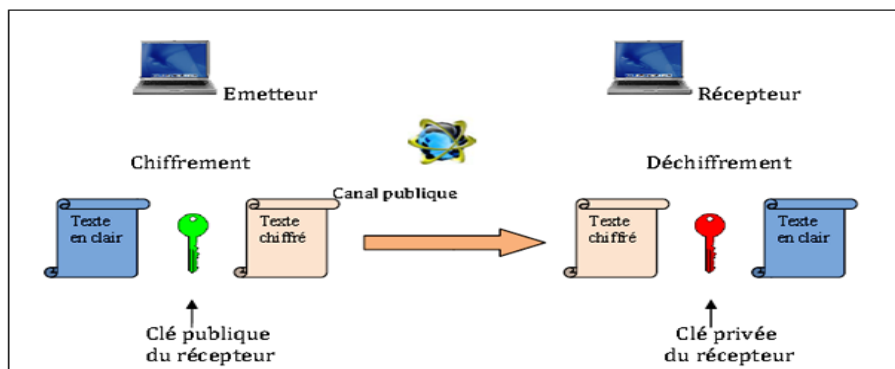 Emetteur
Récepteur
Chiffrement
Déchiffrement
Canal publique
Texte
en clair
Texte
chiffré
Texte
chiffré
Texte
en clair
Clé publique
du récepteur
Clé privée
du récepteur